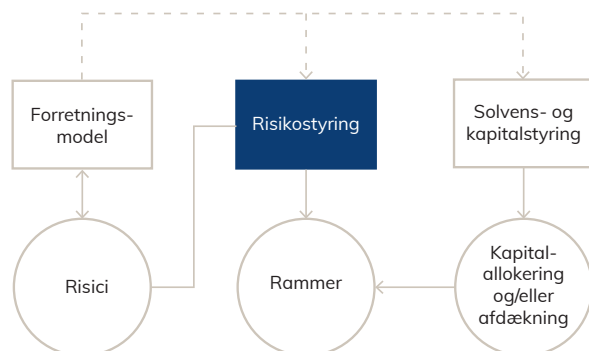 Forretnings-
model
Risikostyring
Solvens- og
kapitalstyring
Risici
Rammer
Kapital-
allokering
og/eller
afdækning